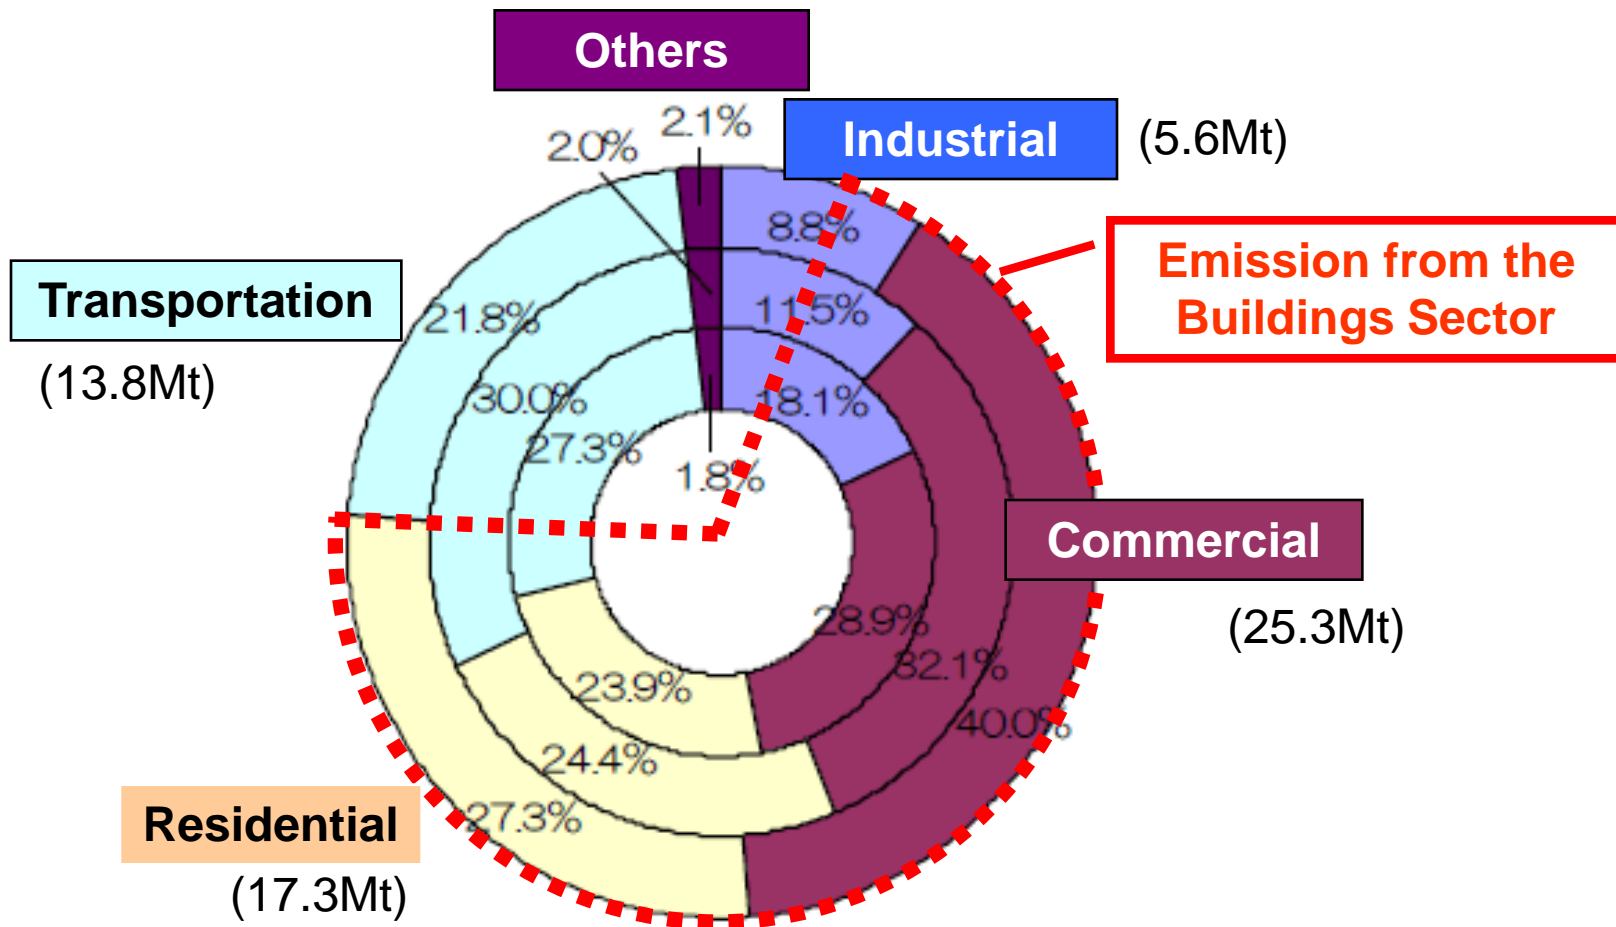 Others
2.1%
2.0%
Industrial
(5.6Mt)
8.8%
Emission from the
Buildings Sector
Transportation
(13.8Mt)
21.8%
11.5%
30.0%
18.1%
27.3%
1.8%
Commercial
(25.3Mt)
28.9%
32.1%
23.9%
40.0%
24.4%
27.3%
Residential
(17.3Mt)